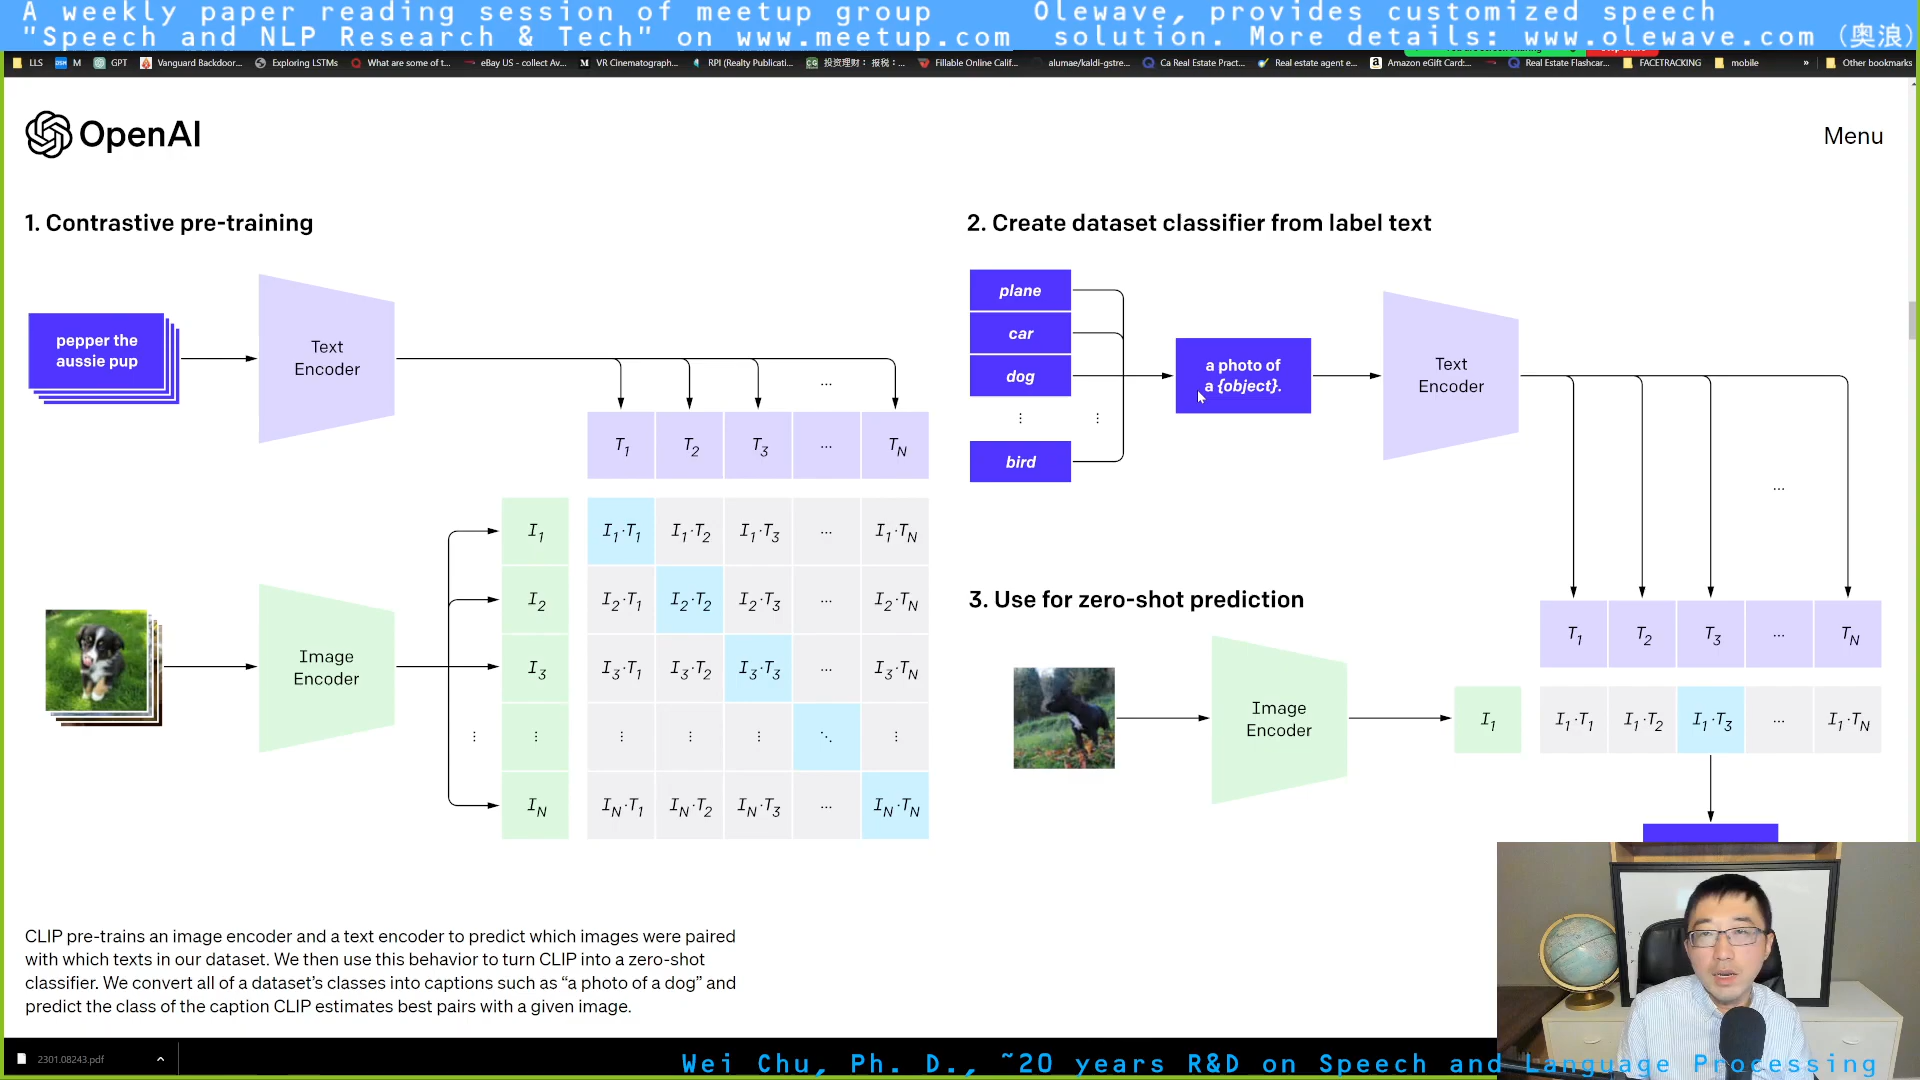 A weekly paper reading session of meetup group
"Speech and NLP Research & Tech" on www.meetup.com
Olewave, provides customized speech
solution. More details: www.olewave.com (奥浪)
LLS
M
GPT
Vanguard Backdoor...
Exploring LSTMs
What are some of t...
eBay US - collect Av...
VR Cinematograph...
RPI (Realty Publicati...
投资理财：报税：...
Fillable Online Calif...
alumae/kaldi-gstre...
Ca Real Estate Pract...
Real estate agent e...
Amazon eGift Card:...
Real Estate Flashcar...
FACETRACKING
mobile
»
Other bookmarks
OpenAI
Menu
1. Contrastive pre-training
pepper the
aussie pup
Text
Encoder
...
T1 T2 T3 ... TN
Image
Encoder
I1 I1·T1 I1·T2 I1·T3 ... I1·TN
I2 I2·T1 I2·T2 I2·T3 ... I2·TN
I3 I3·T1 I3·T2 I3·T3 ... I3·TN
⋮ ⋮ ⋮ ⋮ ⋮ ⋱ ⋮
IN IN·T1 IN·T2 IN·T3 ... IN·TN
2. Create dataset classifier from label text
plane
car
dog
⋮ ⋮
bird
a photo of
a {object}.
Text
Encoder
...
3. Use for zero-shot prediction
T1 T2 T3 ... TN
Image
Encoder
I1 I1·T1 I1·T2 I1·T3 ... I1·TN
CLIP pre-trains an image encoder and a text encoder to predict which images were paired
with which texts in our dataset. We then use this behavior to turn CLIP into a zero-shot
classifier. We convert all of a dataset's classes into captions such as “a photo of a dog” and
predict the class of the caption CLIP estimates best pairs with a given image.
2301.08243.pdf
Wei Chu, Ph. D., ~20 years R&D on Speech and Language Processing